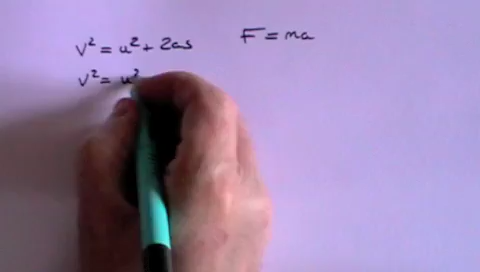 v² = u² + 2as
F = ma
v² = u²